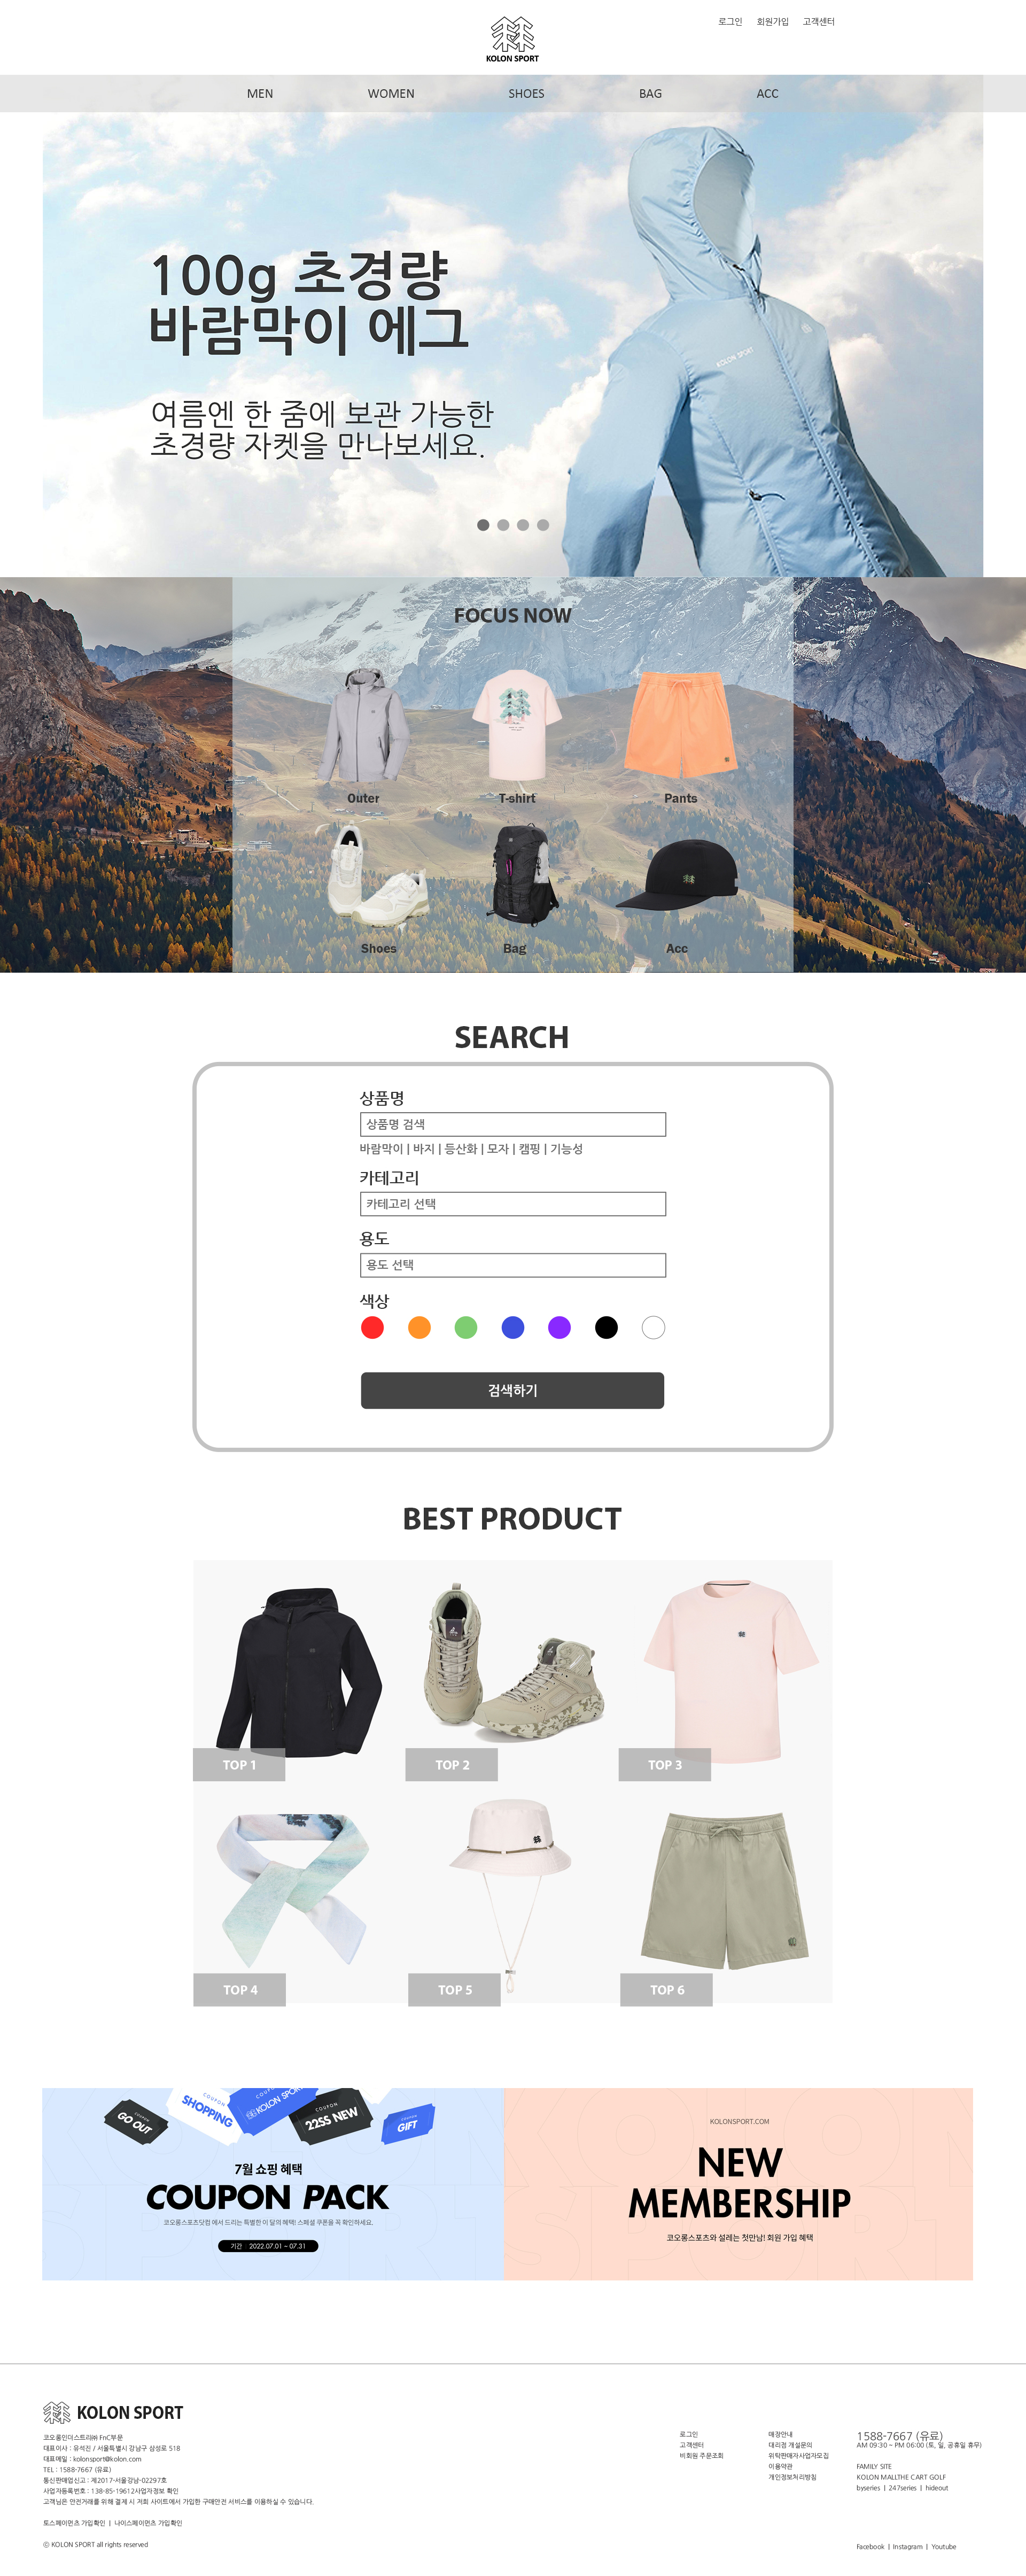 로그인 회원가입 고객센터
KOLON SPORT
MEN WOMEN SHOES BAG ACC
100g 초경량
바람막이 에그
KOLON SPORT
여름엔 한 줌에 보관 가능한
초경량 자켓을 만나보세요.
FOCUS NOW
Outer T-shirt Pants
Shoes Bag Acc
SEARCH
상품명
상품명 검색
바람막이 | 바지 | 등산화 | 모자 | 캠핑 | 기능성
카테고리
카테고리 선택
용도
용도 선택
색상
검색하기
BEST PRODUCT
TOP 1 TOP 2 TOP 3
TOP 4 TOP 5 TOP 6
COUPON GO OUT
COUPON SHOPPING
COUPON KOLON SPORT
COUPON 22SS NEW
COUPON GIFT
7월 쇼핑 혜택
COUPON PACK
코오롱스포츠닷컴 에서 드리는 특별한 이 달의 혜택! 스페셜 쿠폰을 꼭 확인하세요.
기간 2022.07.01 ~ 07.31
KOLONSPORT.COM
NEW
MEMBERSHIP
코오롱스포츠와 설레는 첫만남! 회원 가입 혜택
KOLON SPORT
코오롱인더스트리㈜ FnC부문
대표이사 : 유석진 / 서울특별시 강남구 삼성로 518
대표메일 : kolonsport@kolon.com
TEL : 1588-7667 (유료)
통신판매업신고 : 제2017-서울강남-02297호
사업자등록번호 : 138-85-19612사업자정보 확인
고객님은 안전거래를 위해 결제 시 저희 사이트에서 가입한 구매안전 서비스를 이용하실 수 있습니다.
토스페이먼츠 가입확인 | 나이스페이먼츠 가입확인
ⓒ KOLON SPORT all rights reserved
로그인
고객센터
비회원 주문조회
매장안내
대리점 개설문의
위탁판매자사업자모집
이용약관
개인정보처리방침
1588-7667 (유료)
AM 09:30 ~ PM 06:00 (토, 일, 공휴일 휴무)
FAMILY SITE
KOLON MALLTHE CART GOLF
byseries | 247series | hideout
Facebook | Instagram | Youtube